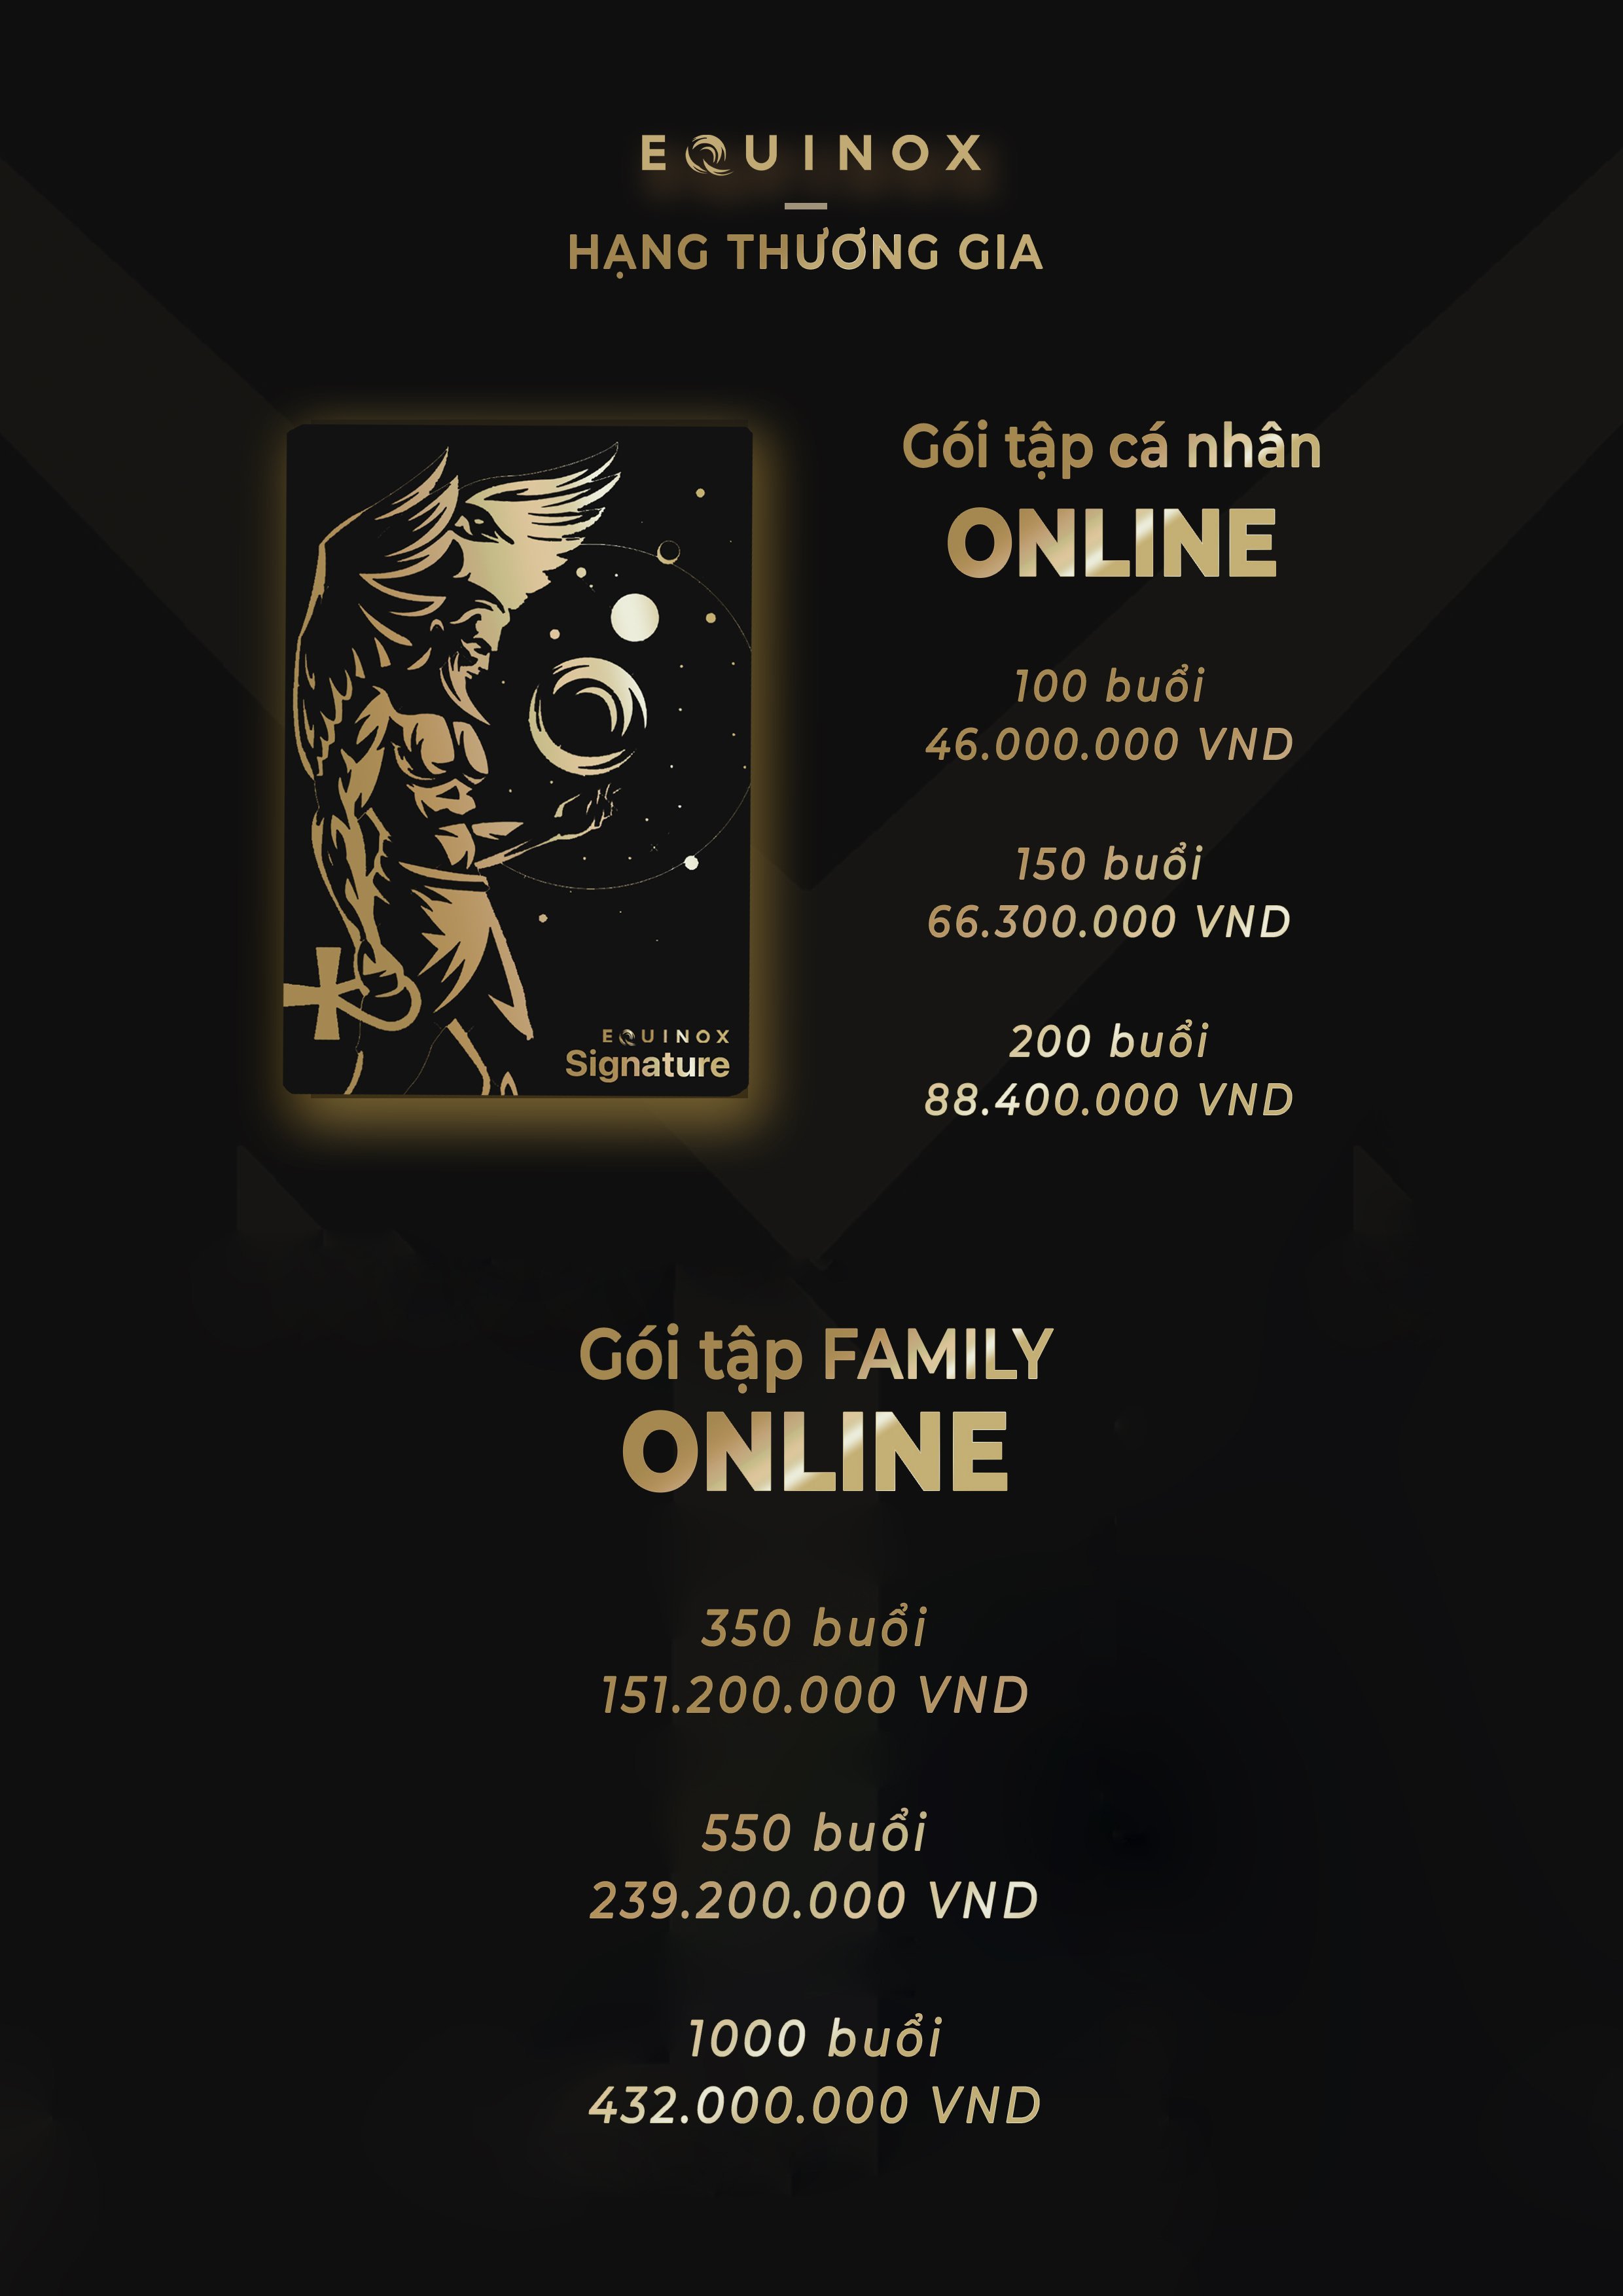 EQUINOX
HẠNG THƯƠNG GIA
EQUINOX
Signature
Gói tập cá nhân
ONLINE
100 buổi
46.000.000 VND
150 buổi
66.300.000 VND
200 buổi
88.400.000 VND
Gói tập FAMILY
ONLINE
350 buổi
151.200.000 VND
550 buổi
239.200.000 VND
1000 buổi
432.000.000 VND